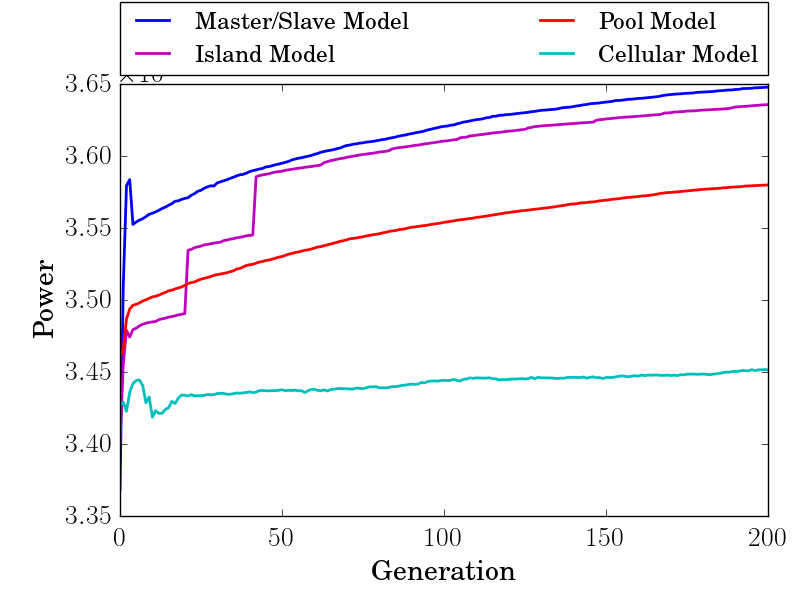 Master/Slave Model Pool Model
Island Model Cellular Model
3.65
3.60
3.55
3.50
3.45
3.40
3.35
Power
0 50 100 150 200
Generation